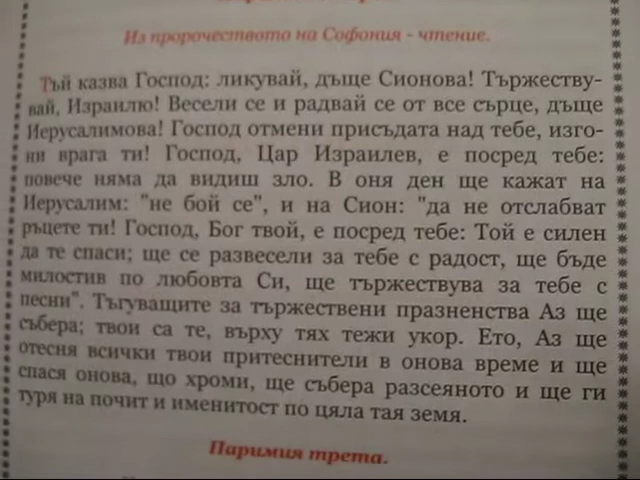 Из пророчеството на Софония - чтение.
Тъй казва Господ: ликувай, дъще Сионова! Тържеству-
вай, Израилю! Весели се и радвай се от все сърце, дъще
Иерусалимова! Господ отмени присъдата над тебе, изго-
ни врага ти! Господ, Цар Израилев, е посред тебе:
повече няма да видиш зло. В оня ден ще кажат на
Иерусалим: "не бой се", и на Сион: "да не отслабват
ръцете ти! Господ, Бог твой, е посред тебе: Той е силен
да те спаси; ще се развесели за тебе с радост, ще бъде
милостив по любовта Си, ще тържествува за тебе с
песни". Тъгуващите за тържествени празненства Аз ще
събера; твои са те, върху тях тежи укор. Ето, Аз ще
отесня всички твои притеснители в онова време и ще
спася онова, що хроми, ще събера разсеяното и ще ги
туря на почит и именитост по цяла тая земя.
Паримия трета.